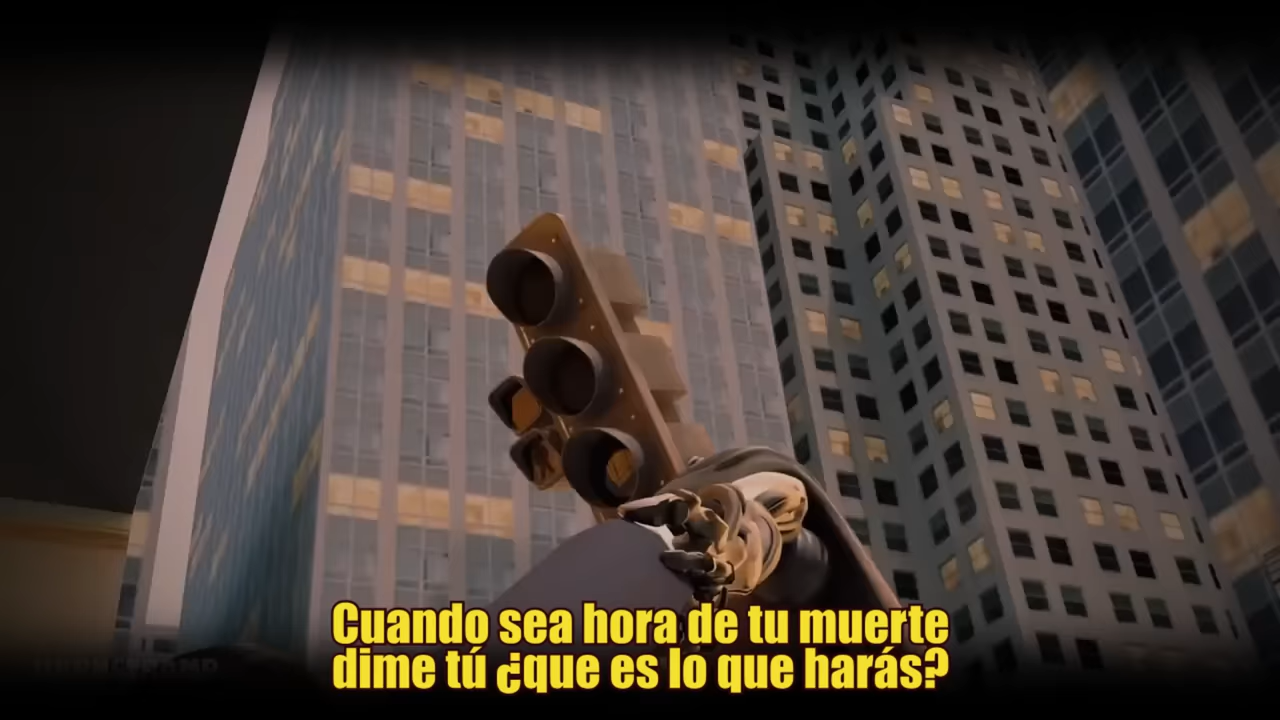 Cuando sea hora de tu muerte
dime tú ¿que es lo que harás?